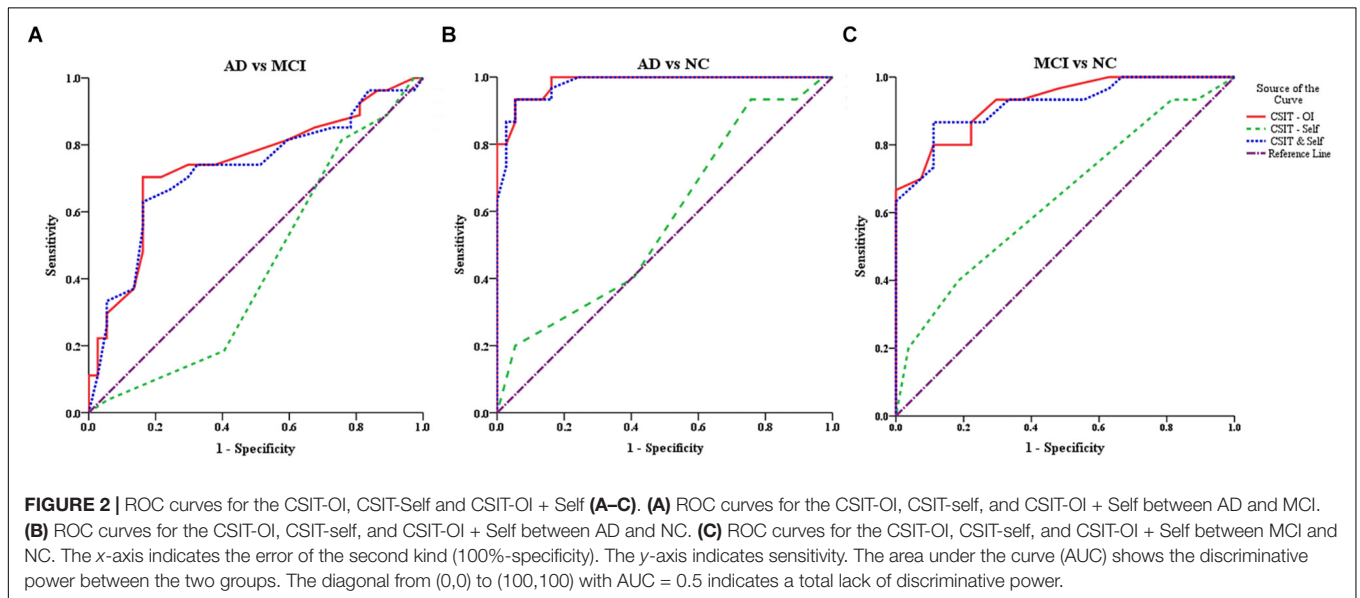 A
AD vs MCI
1.0
0.8
0.6
0.4
0.2
0.0
Sensitivity
0.0 0.2 0.4 0.6 0.8 1.0
1 - Specificity
B
AD vs NC
1.0
0.8
0.6
0.4
0.2
0.0
Sensitivity
0.0 0.2 0.4 0.6 0.8 1.0
1 - Specificity
C
MCI vs NC
1.0
0.8
0.6
0.4
0.2
0.0
Sensitivity
0.0 0.2 0.4 0.6 0.8 1.0
1 - Specificity
Source of the
Curve
CSIT - OI
CSIT - Self
CSIT & Self
Reference Line
FIGURE 2 | ROC curves for the CSIT-OI, CSIT-Self and CSIT-OI + Self (A–C). (A) ROC curves for the CSIT-OI, CSIT-self, and CSIT-OI + Self between AD and MCI.
(B) ROC curves for the CSIT-OI, CSIT-self, and CSIT-OI + Self between AD and NC. (C) ROC curves for the CSIT-OI, CSIT-self, and CSIT-OI + Self between MCI and
NC. The x-axis indicates the error of the second kind (100%-specificity). The y-axis indicates sensitivity. The area under the curve (AUC) shows the discriminative
power between the two groups. The diagonal from (0,0) to (100,100) with AUC = 0.5 indicates a total lack of discriminative power.